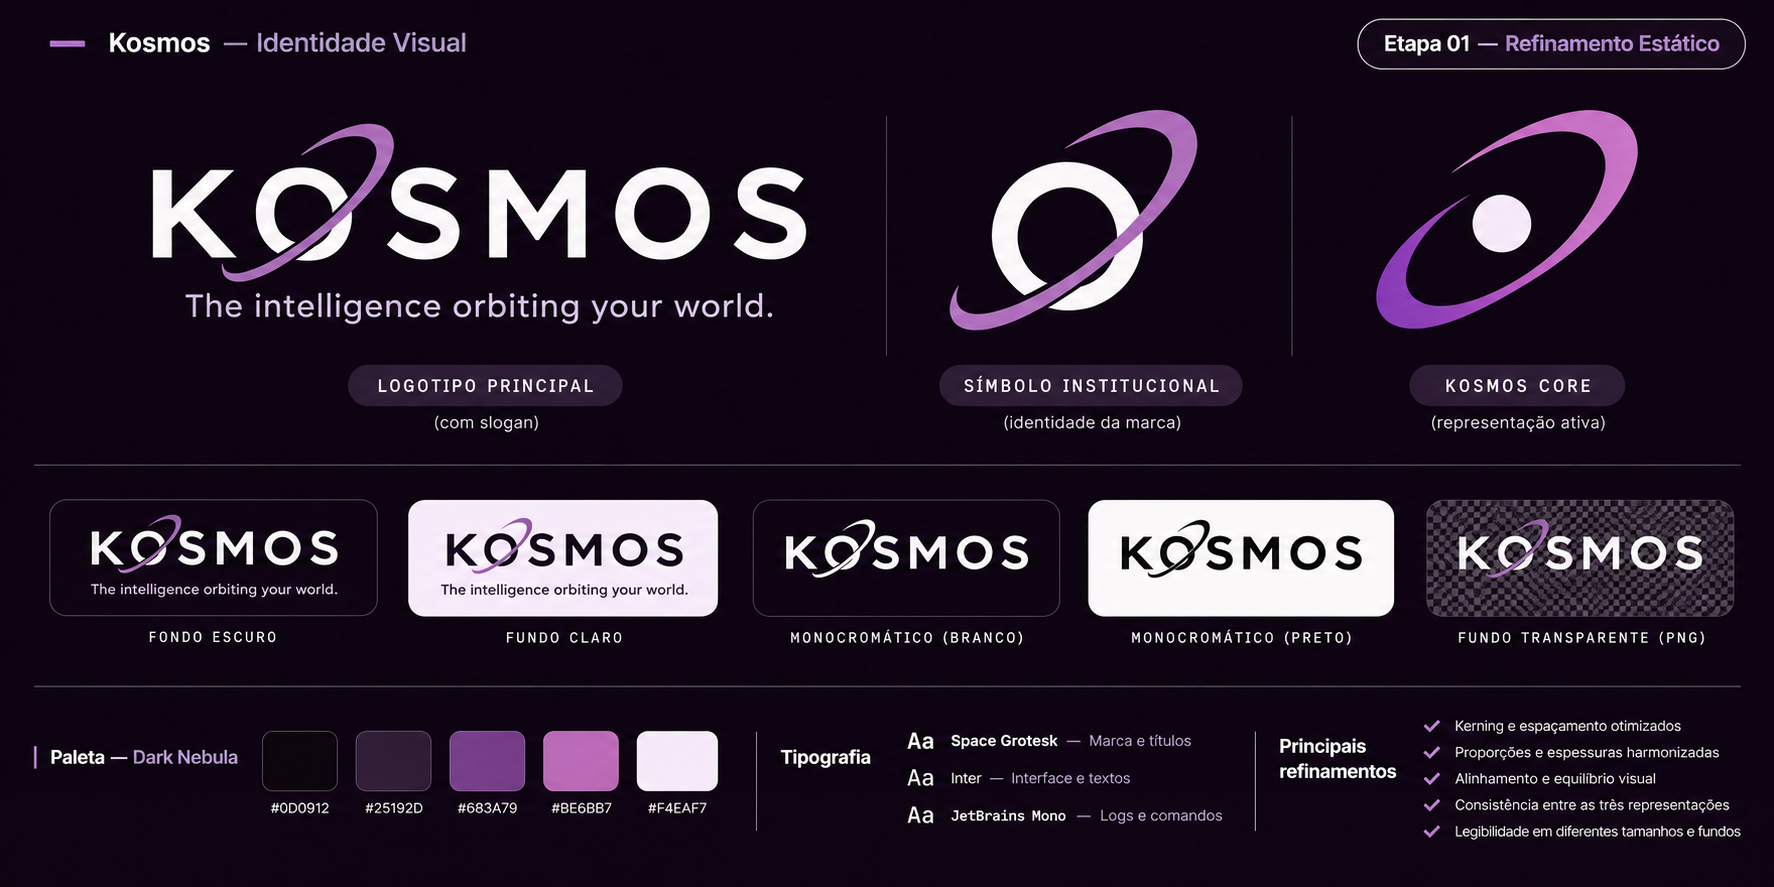 Kosmos — Identidade Visual
Etapa 01 — Refinamento Estático
KOSMOS
The intelligence orbiting your world.
LOGOTIPO PRINCIPAL
(com slogan)
SÍMBOLO INSTITUCIONAL
(identidade da marca)
KOSMOS CORE
(representação ativa)
KOSMOS
The intelligence orbiting your world.
FONDO ESCURO
KOSMOS
The intelligence orbiting your world.
FUNDO CLARO
KOSMOS
MONOCROMÁTICO (BRANCO)
KOSMOS
MONOCROMÁTICO (PRETO)
KOSMOS
FUNDO TRANSPARENTE (PNG)
Paleta — Dark Nebula
#0D0912
#25192D
#683A79
#BE6BB7
#F4EAF7
Tipografia
Aa Space Grotesk — Marca e títulos
Aa Inter — Interface e textos
Aa JetBrains Mono — Logs e comandos
Principais
refinamentos
Kerning e espaçamento otimizados
Proporções e espessuras harmonizadas
Alinhamento e equilíbrio visual
Consistência entre as très representações
Legibilidade em diferentes tamanhos e fundos